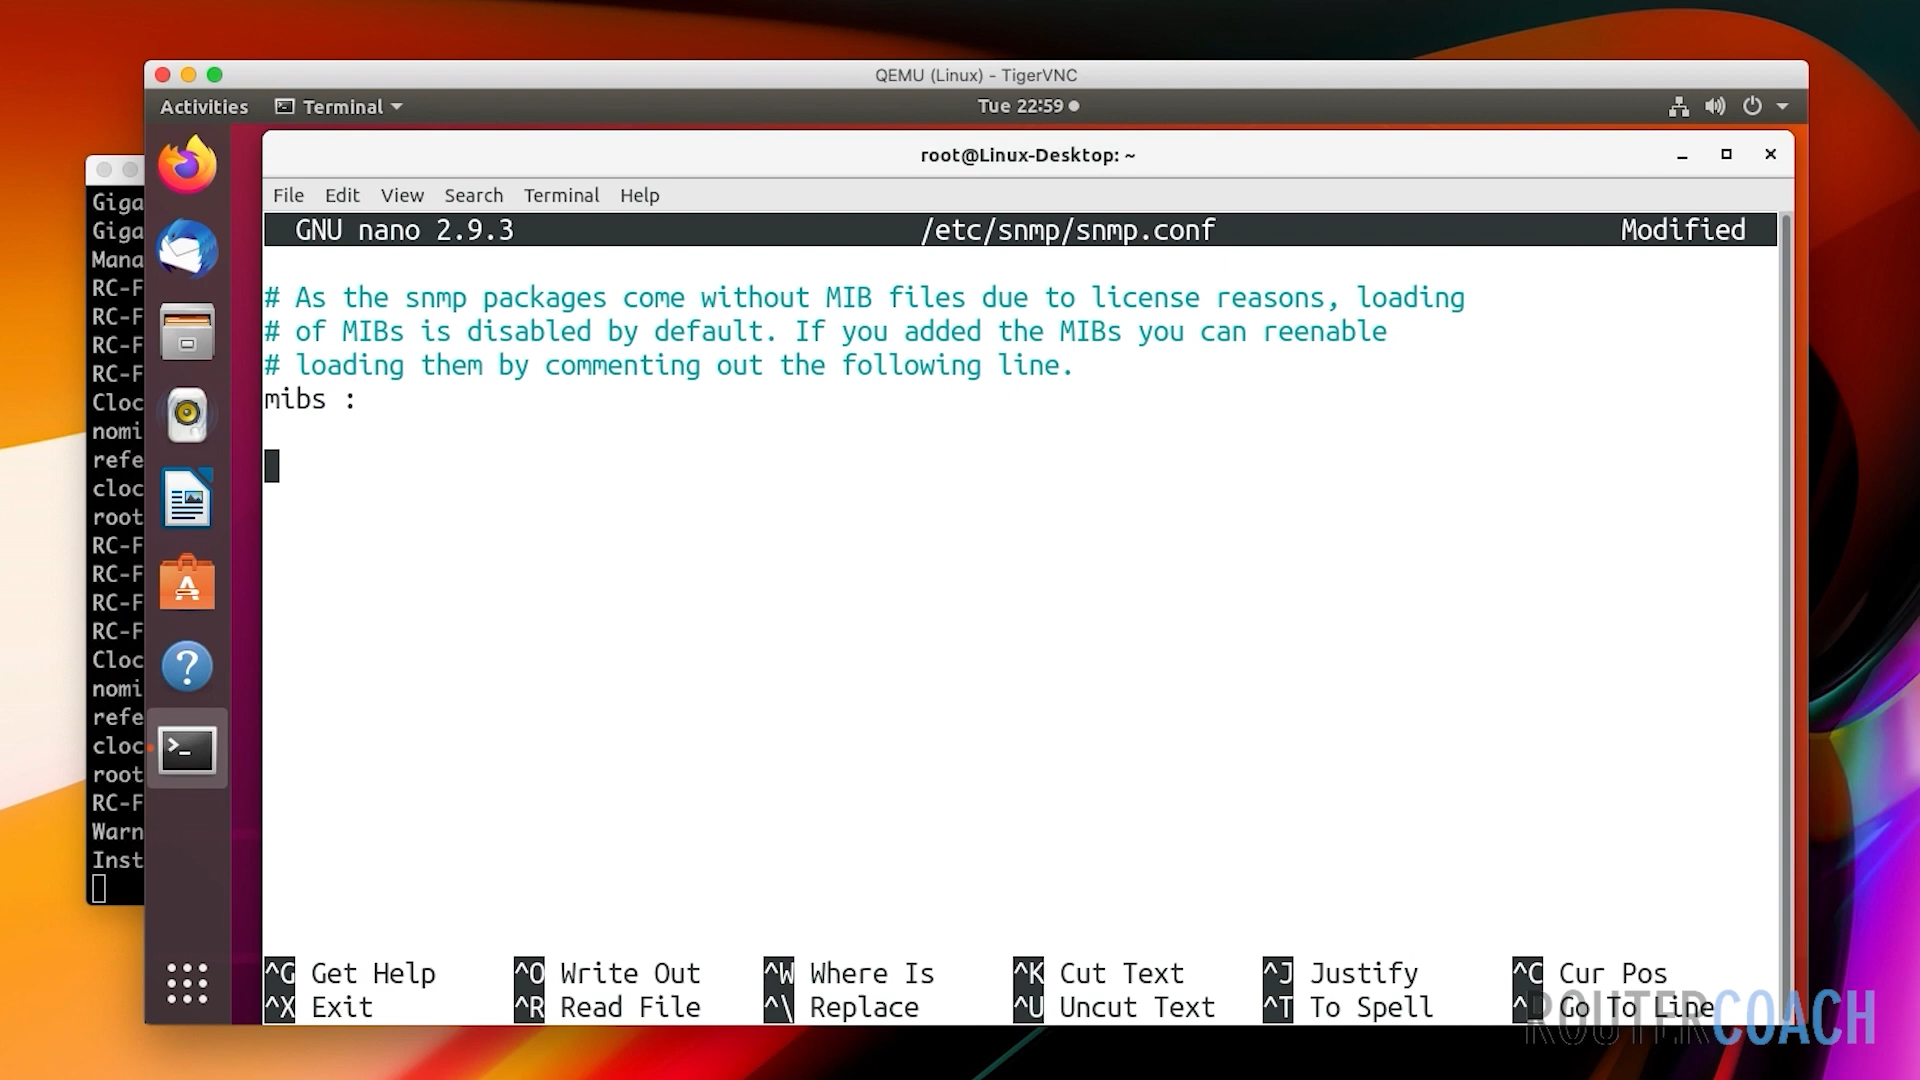 QEMU (Linux) - TigerVNC
Activities Terminal Tue 22:59
root@Linux-Desktop: ~
File Edit View Search Terminal Help
GNU nano 2.9.3 /etc/snmp/snmp.conf Modified
# As the snmp packages come without MIB files due to license reasons, loading
# of MIBs is disabled by default. If you added the MIBs you can reenable
# loading them by commenting out the following line.
mibs :
^G Get Help ^O Write Out ^W Where Is ^K Cut Text ^J Justify ^C Cur Pos
^X Exit ^R Read File ^\ Replace ^U Uncut Text ^T To Spell ^_ Go To Line
Giga
Giga
Mana
RC-F
RC-F
RC-F
RC-F
Cloc
nomi
refe
cloc
root
RC-F
RC-F
RC-F
RC-F
Cloc
nomi
refe
cloc
root
RC-F
Warn
Inst
ROUTERCOACH